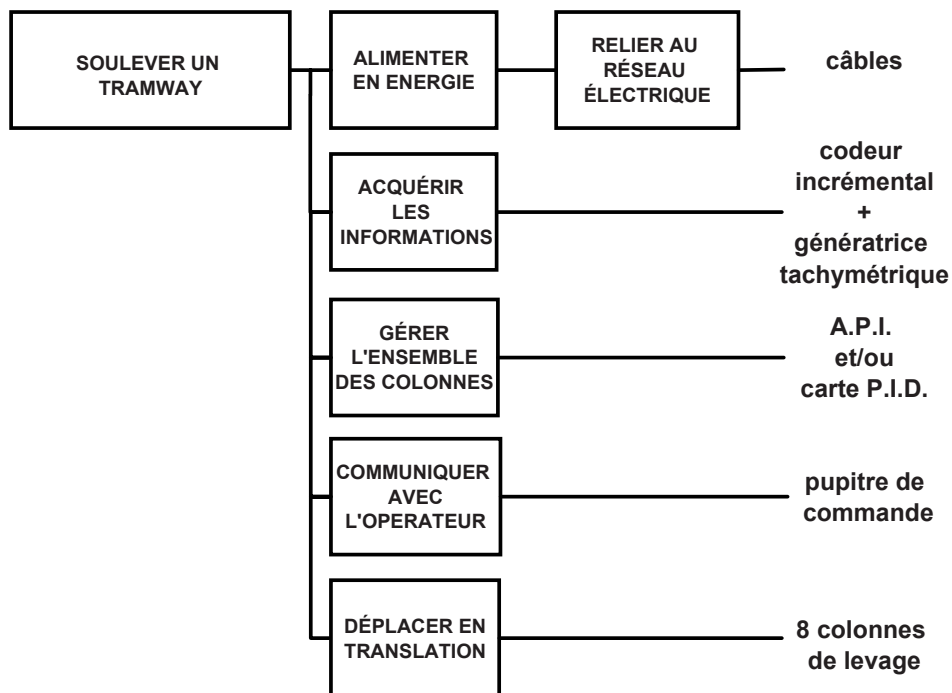 SOULEVER UN
TRAMWAY
ALIMENTER
EN ENERGIE
RELIER AU
RÉSEAU
ÉLECTRIQUE
câbles
ACQUÉRIR
LES
INFORMATIONS
codeur
incrémental
+
génératrice
tachymétrique
GÉRER
L'ENSEMBLE
DES COLONNES
A.P.I.
et/ou
carte P.I.D.
COMMUNIQUER
AVEC
L'OPERATEUR
pupitre de
commande
DÉPLACER EN
TRANSLATION
8 colonnes
de levage